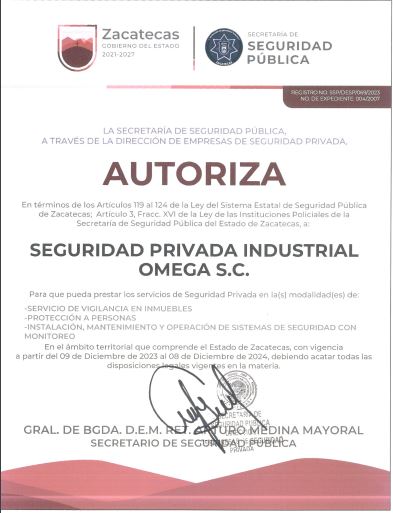 Zacatecas
GOBIERNO DEL ESTADO
2021-2027
SECRETARÍA DE
SEGURIDAD
PÚBLICA
REGISTRO NO. SSP/DESP/069/2023
NO. DE EXPEDIENTE. 004/2007
LA SECRETARÍA DE SEGURIDAD PÚBLICA,
A TRAVÉS DE LA DIRECCIÓN DE EMPRESAS DE SEGURIDAD PRIVADA,
AUTORIZA
En términos de los Artículos 119 al 124 de la Ley del Sistema Estatal de Seguridad Pública
de Zacatecas; Artículo 3, Fracc. XVI de la Ley de las Instituciones Policiales de la
Secretaría de Seguridad Pública del Estado de Zacatecas, a:
SEGURIDAD PRIVADA INDUSTRIAL
OMEGA S.C.
Para que pueda prestar los servicios de Seguridad Privada en la(s) modalidad(es) de:
-SERVICIO DE VIGILANCIA EN INMUEBLES
-PROTECCIÓN A PERSONAS
-INSTALACIÓN, MANTENIMIENTO Y OPERACIÓN DE SISTEMAS DE SEGURIDAD CON
MONITOREO
En el ámbito territorial que comprende el Estado de Zacatecas, con vigencia
a partir del 09 de Diciembre de 2023 al 08 de Diciembre de 2024, debiendo acatar todas las
disposiciones legales vigentes en la materia.
SECRETARIA DE
SEGURIDAD PUBLICA
GRAL. DE BGDA. D.E.M. RET. ARTURO MEDINA MAYORAL
SECRETARIO DE SEGURIDAD PÚBLICA
SEGURIDAD
PRIVADA